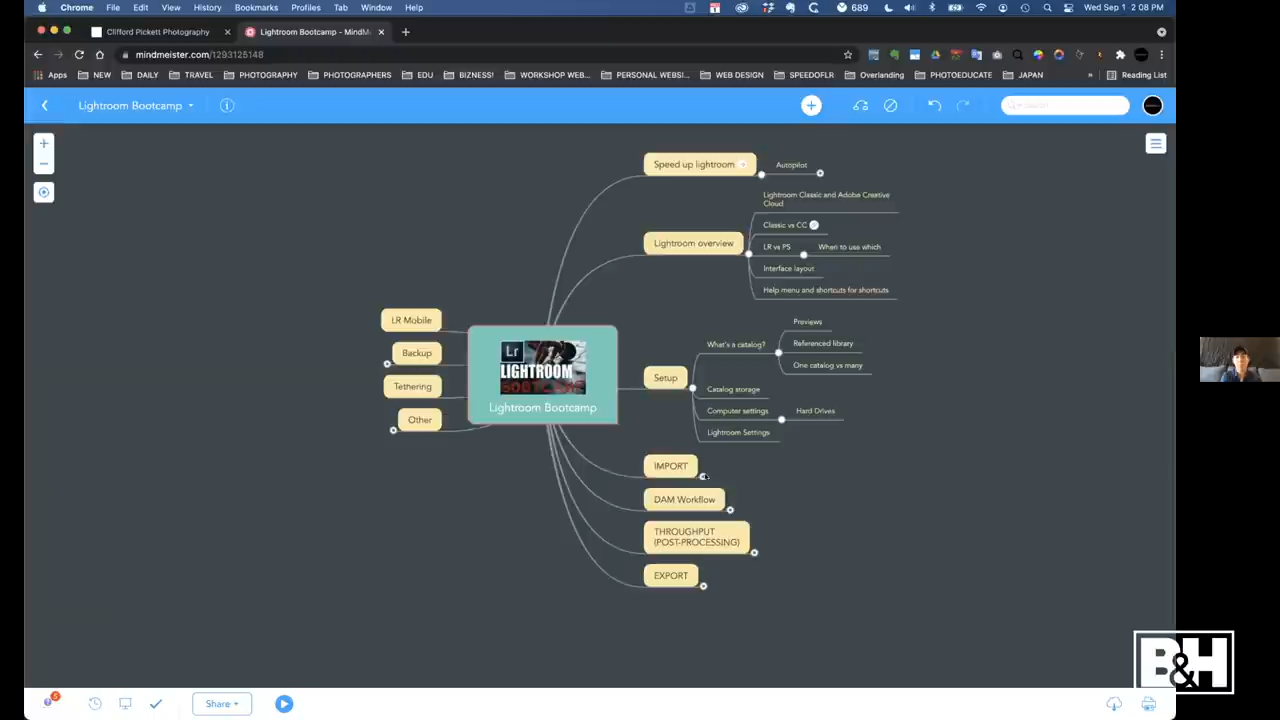 Chrome File Edit View History Bookmarks Profiles Tab Window Help 689 Wed Sep 1 2:08 PM
Clifford Pickett Photography
Lightroom Bootcamp - MindM
mindmeister.com/1293125148
Apps NEW DAILY TRAVEL PHOTOGRAPHY PHOTOGRAPHERS EDU BIZNESS! WORKSHOP WEB... PERSONAL WEBSI... WEB DESIGN SPEEDOFLR Overlanding PHOTOEDUCATE JAPAN » Reading List
Lightroom Bootcamp
Speed up lightroom
Autopilot
Lightroom Classic and Adobe Creative
Cloud
Classic vs CC
Lightroom overview
LR vs PS
When to use which
Interface layout
Help menu and shortcuts for shortcuts
LR Mobile
Backup
Tethering
Other
Lr
LIGHTROOM
BOOTCAMP
Lightroom Bootcamp
Previews
What's a catalog?
Referenced library
One catalog vs many
Setup
Catalog storage
Computer settings
Hard Drives
Lightroom Settings
IMPORT
DAM Workflow
THROUGHPUT
(POST-PROCESSING)
EXPORT
5
Share
B&H